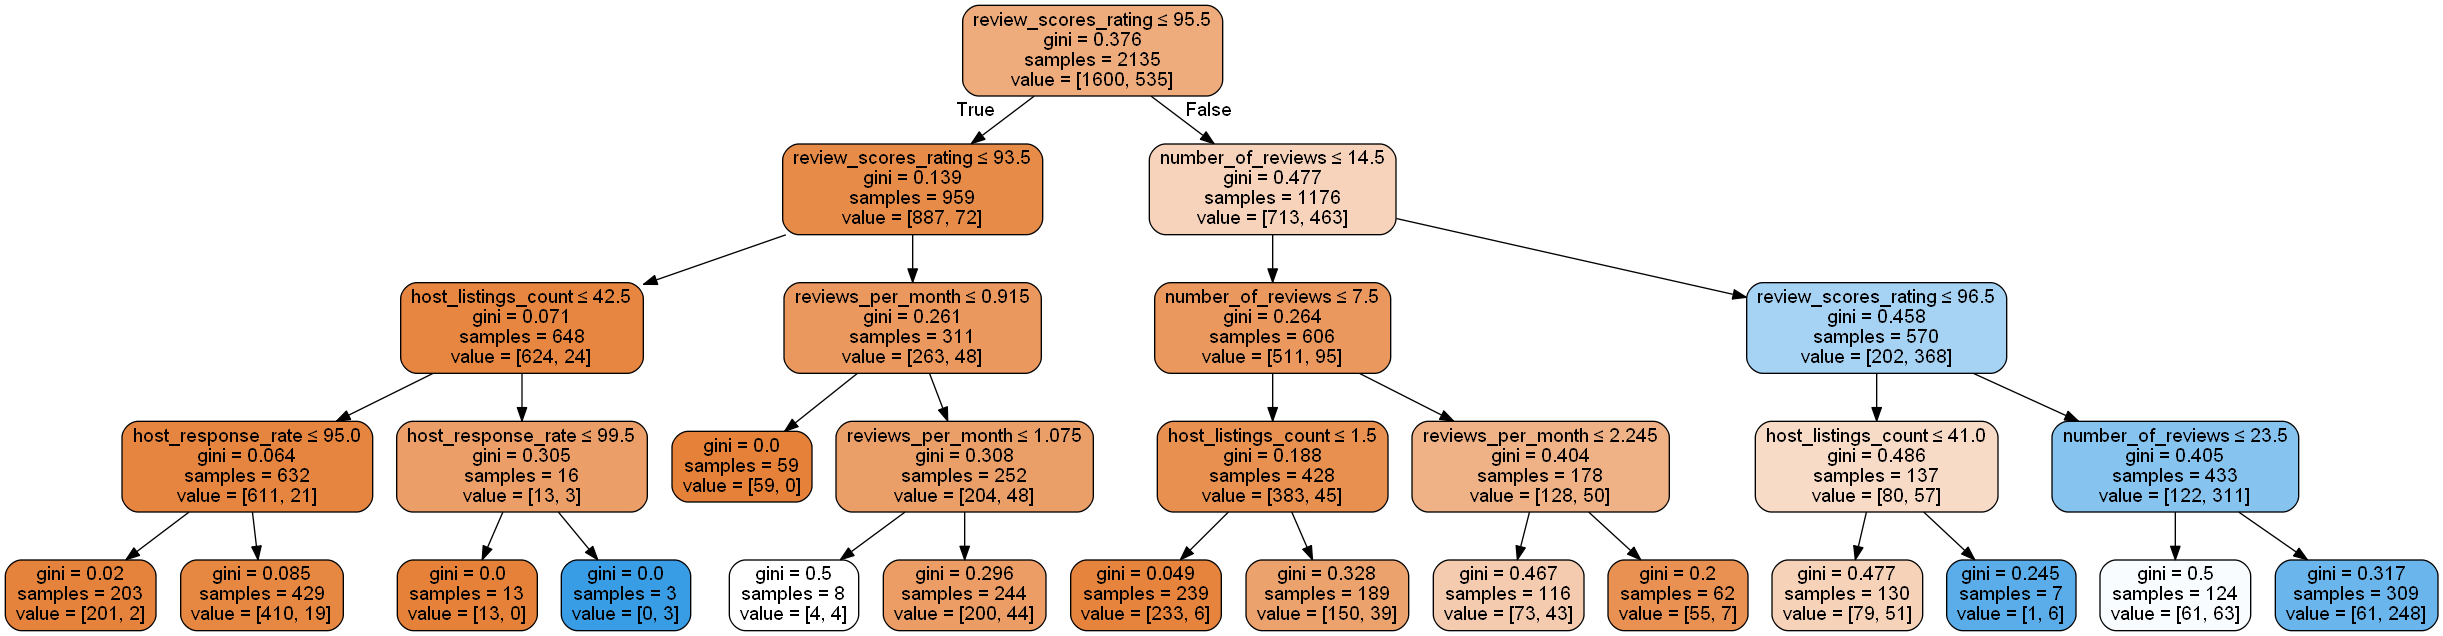 review_scores_rating ≤ 95.5
gini = 0.376
samples = 2135
value = [1600, 535]
True
False
review_scores_rating ≤ 93.5
gini = 0.139
samples = 959
value = [887, 72]
number_of_reviews ≤ 14.5
gini = 0.477
samples = 1176
value = [713, 463]
host_listings_count ≤ 42.5
gini = 0.071
samples = 648
value = [624, 24]
reviews_per_month ≤ 0.915
gini = 0.261
samples = 311
value = [263, 48]
number_of_reviews ≤ 7.5
gini = 0.264
samples = 606
value = [511, 95]
review_scores_rating ≤ 96.5
gini = 0.458
samples = 570
value = [202, 368]
host_response_rate ≤ 95.0
gini = 0.064
samples = 632
value = [611, 21]
host_response_rate ≤ 99.5
gini = 0.305
samples = 16
value = [13, 3]
gini = 0.0
samples = 59
value = [59, 0]
reviews_per_month ≤ 1.075
gini = 0.308
samples = 252
value = [204, 48]
host_listings_count ≤ 1.5
gini = 0.188
samples = 428
value = [383, 45]
reviews_per_month ≤ 2.245
gini = 0.404
samples = 178
value = [128, 50]
host_listings_count ≤ 41.0
gini = 0.486
samples = 137
value = [80, 57]
number_of_reviews ≤ 23.5
gini = 0.405
samples = 433
value = [122, 311]
gini = 0.02
samples = 203
value = [201, 2]
gini = 0.085
samples = 429
value = [410, 19]
gini = 0.0
samples = 13
value = [13, 0]
gini = 0.0
samples = 3
value = [0, 3]
gini = 0.5
samples = 8
value = [4, 4]
gini = 0.296
samples = 244
value = [200, 44]
gini = 0.049
samples = 239
value = [233, 6]
gini = 0.328
samples = 189
value = [150, 39]
gini = 0.467
samples = 116
value = [73, 43]
gini = 0.2
samples = 62
value = [55, 7]
gini = 0.477
samples = 130
value = [79, 51]
gini = 0.245
samples = 7
value = [1, 6]
gini = 0.5
samples = 124
value = [61, 63]
gini = 0.317
samples = 309
value = [61, 248]